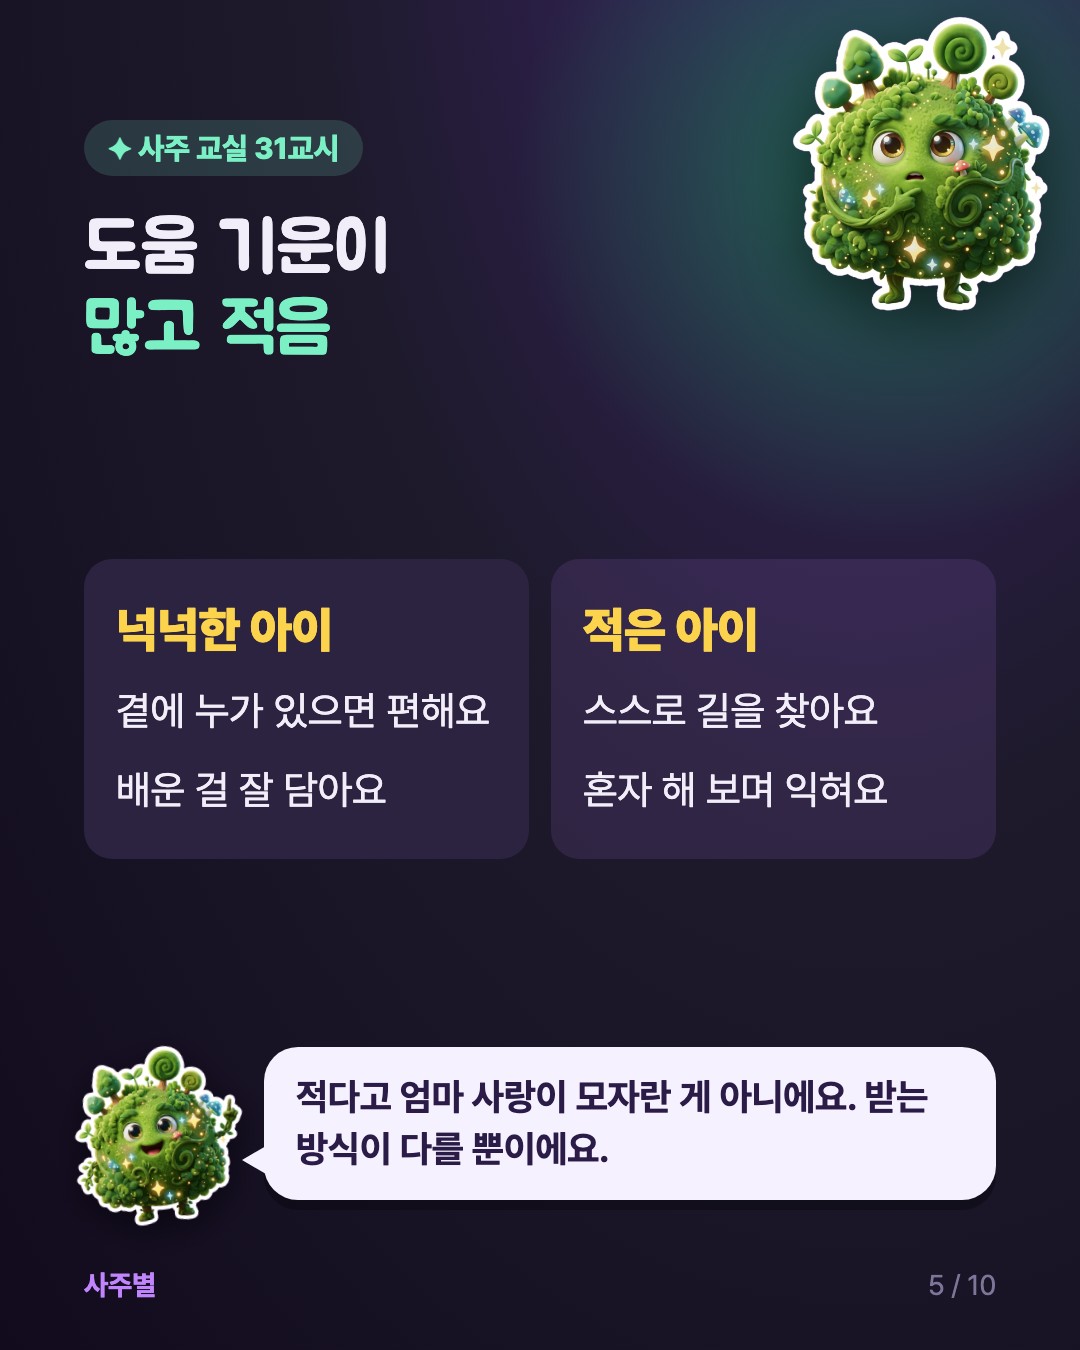 사주 교실 31교시
도움 기운이
많고 적음
넉넉한 아이
곁에 누가 있으면 편해요
배운 걸 잘 담아요
적은 아이
스스로 길을 찾아요
혼자 해 보며 익혀요
적다고 엄마 사랑이 모자란 게 아니에요. 받는
방식이 다를 뿐이에요.
사주별
5 / 10